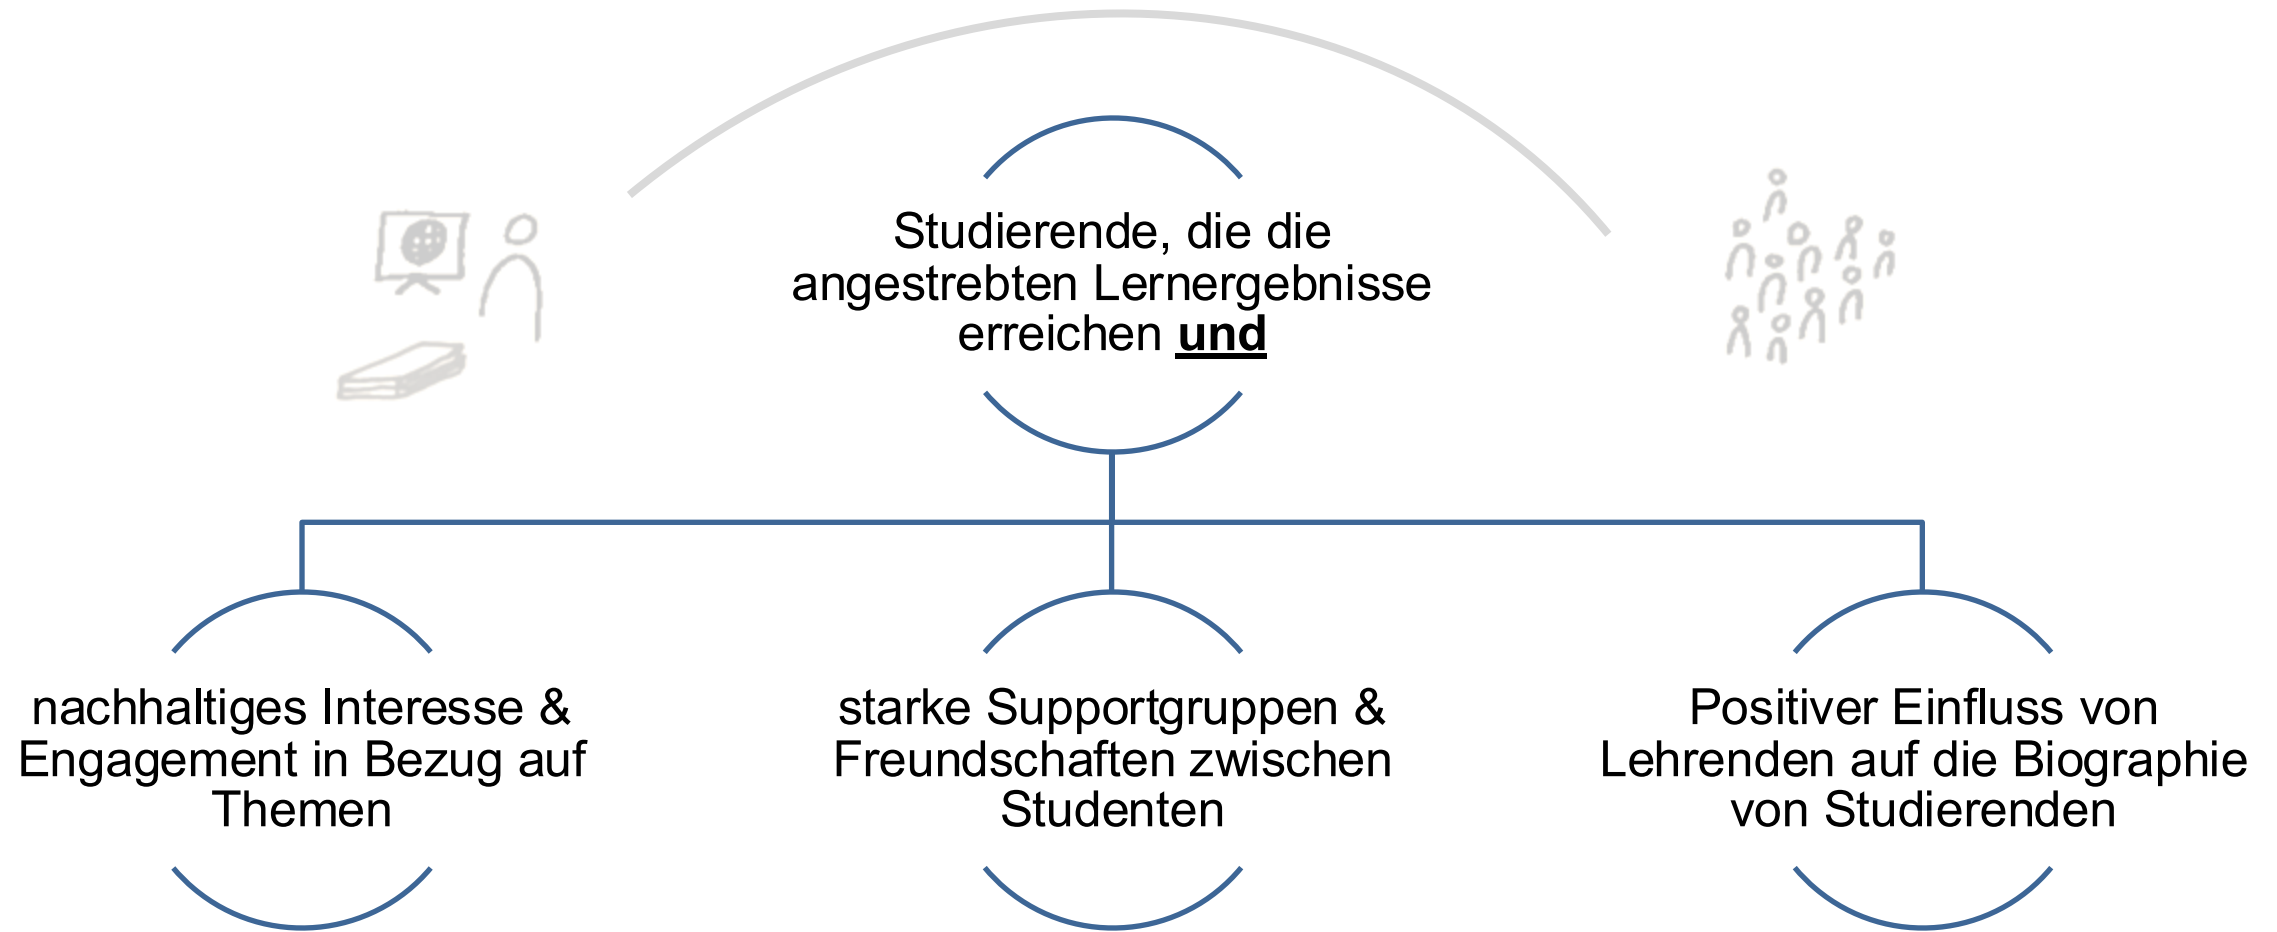 Studierende, die die
angestrebten Lernergebnisse
erreichen und
nachhaltiges Interesse &
Engagement in Bezug auf
Themen
starke Supportgruppen &
Freundschaften zwischen
Studenten
Positiver Einfluss von
Lehrenden auf die Biographie
von Studierenden